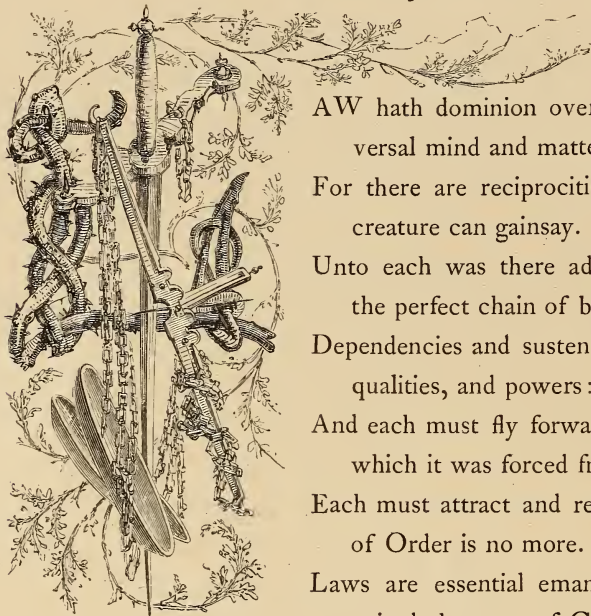 AW hath dominion over
versal mind and matte
For there are reciprociti
creature can gainsay.
Unto each was there ad
the perfect chain of b
Dependencies and susten
qualities, and powers:
And each must fly forwa
which it was forced fr
Each must attract and re
of Order is no more.
Laws are essential eman